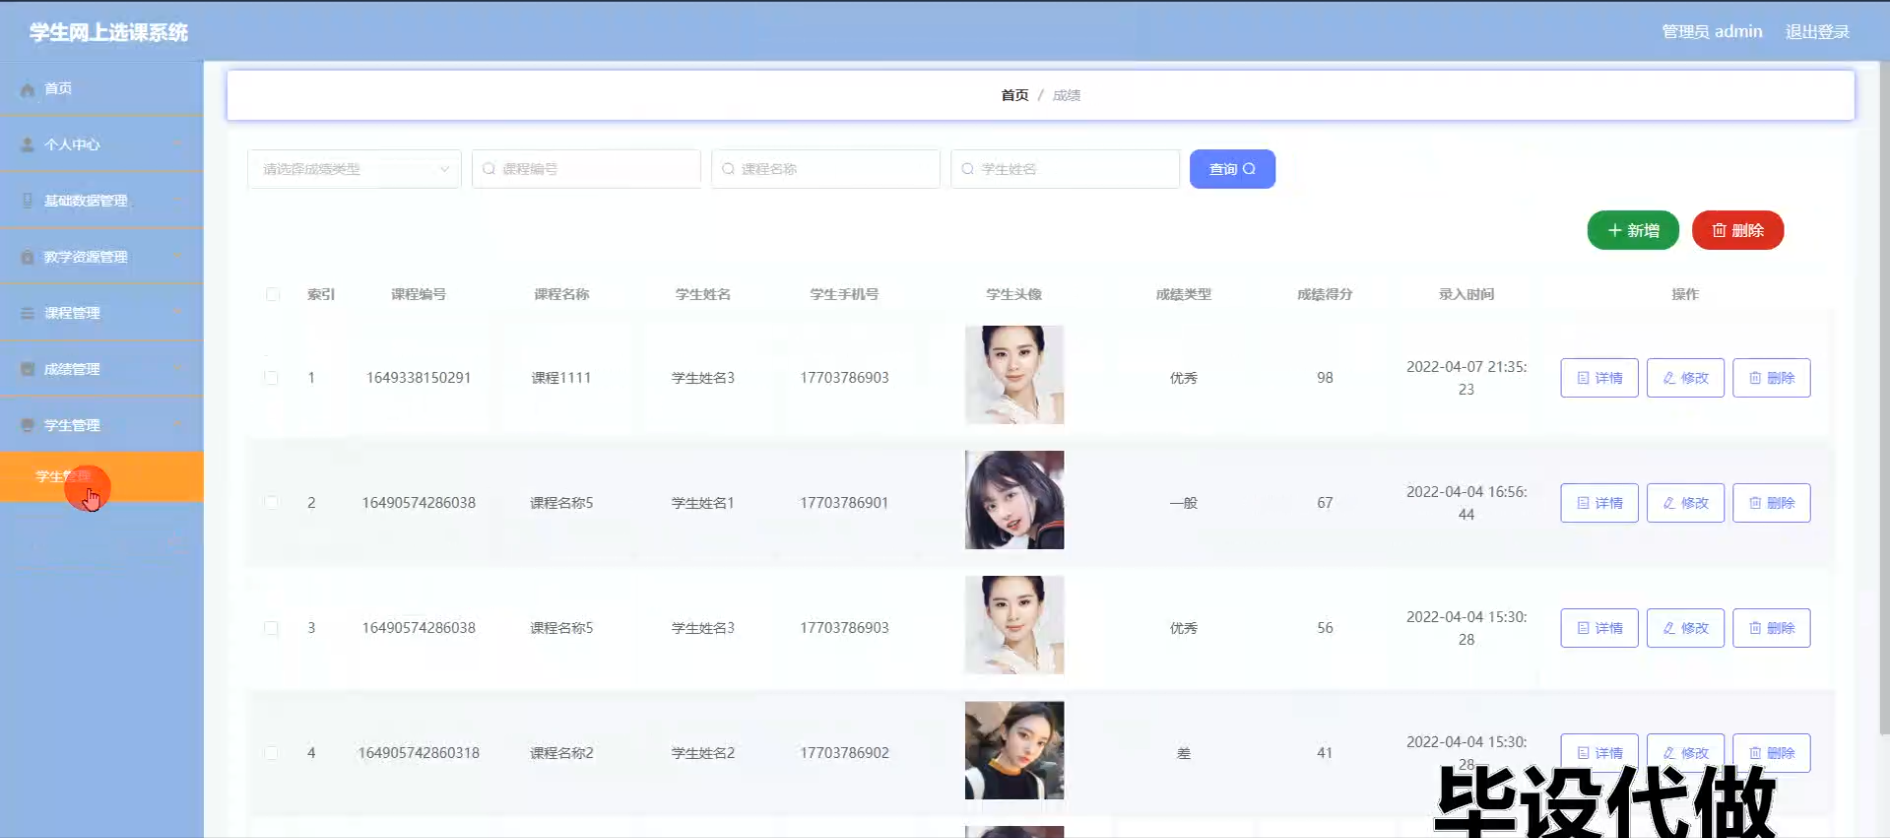 学生网上选课系统
管理员 admin 退出登录
首页
个人中心
基础数据管理
教学资源管理
课程管理
成绩管理
学生管理
学生管理
首页 / 成绩
请选择成绩类型 课程编号 课程名称 学生姓名 查询
新增 删除
索引 课程编号 课程名称 学生姓名 学生手机号 学生头像 成绩类型 成绩得分 录入时间 操作
1 1649338150291 课程1111 学生姓名3 17703786903 优秀 98 2022-04-07 21:35:
23
详情 修改 删除
2 16490574286038 课程名称5 学生姓名1 17703786901 一般 67 2022-04-04 16:56:
44
详情 修改 删除
3 16490574286038 课程名称5 学生姓名3 17703786903 优秀 56 2022-04-04 15:30:
28
详情 修改 删除
4 164905742860318 课程名称2 学生姓名2 17703786902 差 41 2022-04-04 15:30:
28
详情 修改 删除
毕设代做